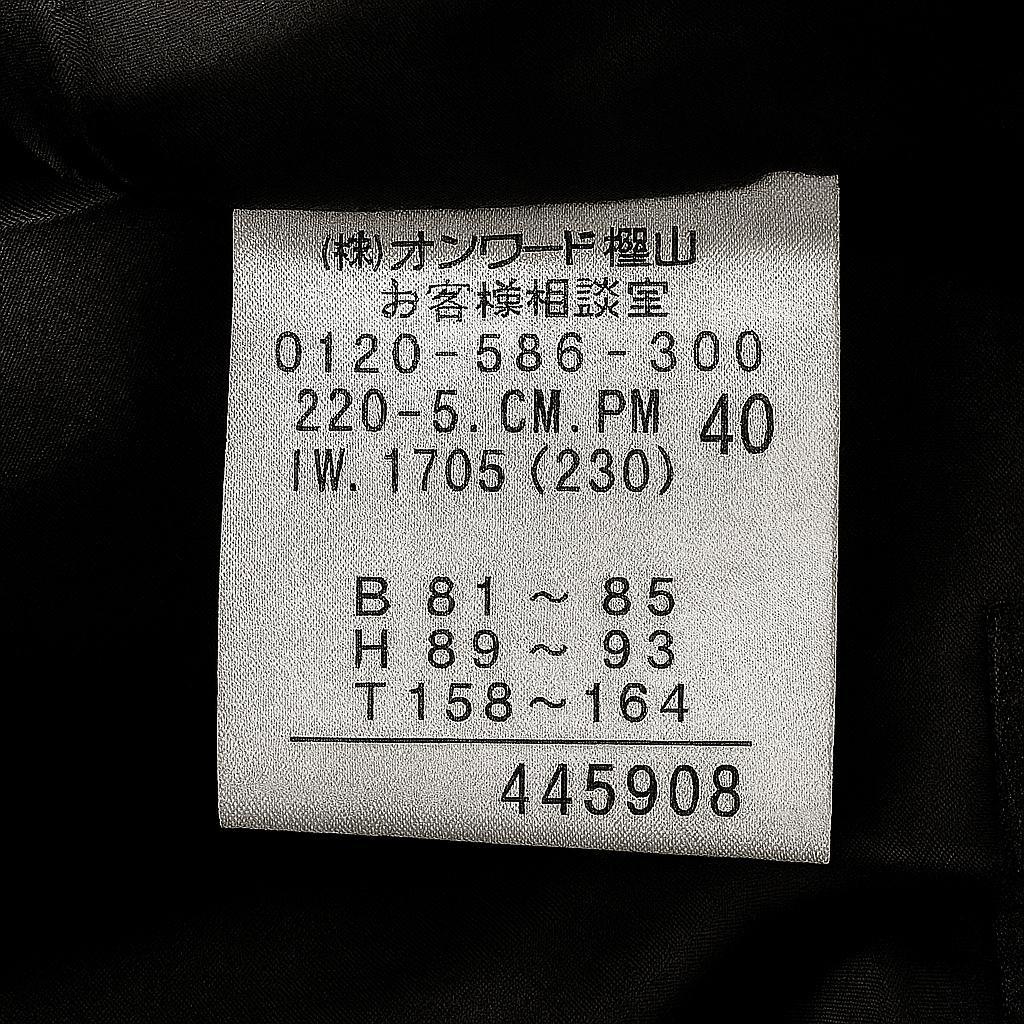 (株)オンワード樫山
お客様相談室
0120-586-300
220-5.CM.PM 40
IW.1705(230)
B 81～85
H 89～93
T 158～164
445908